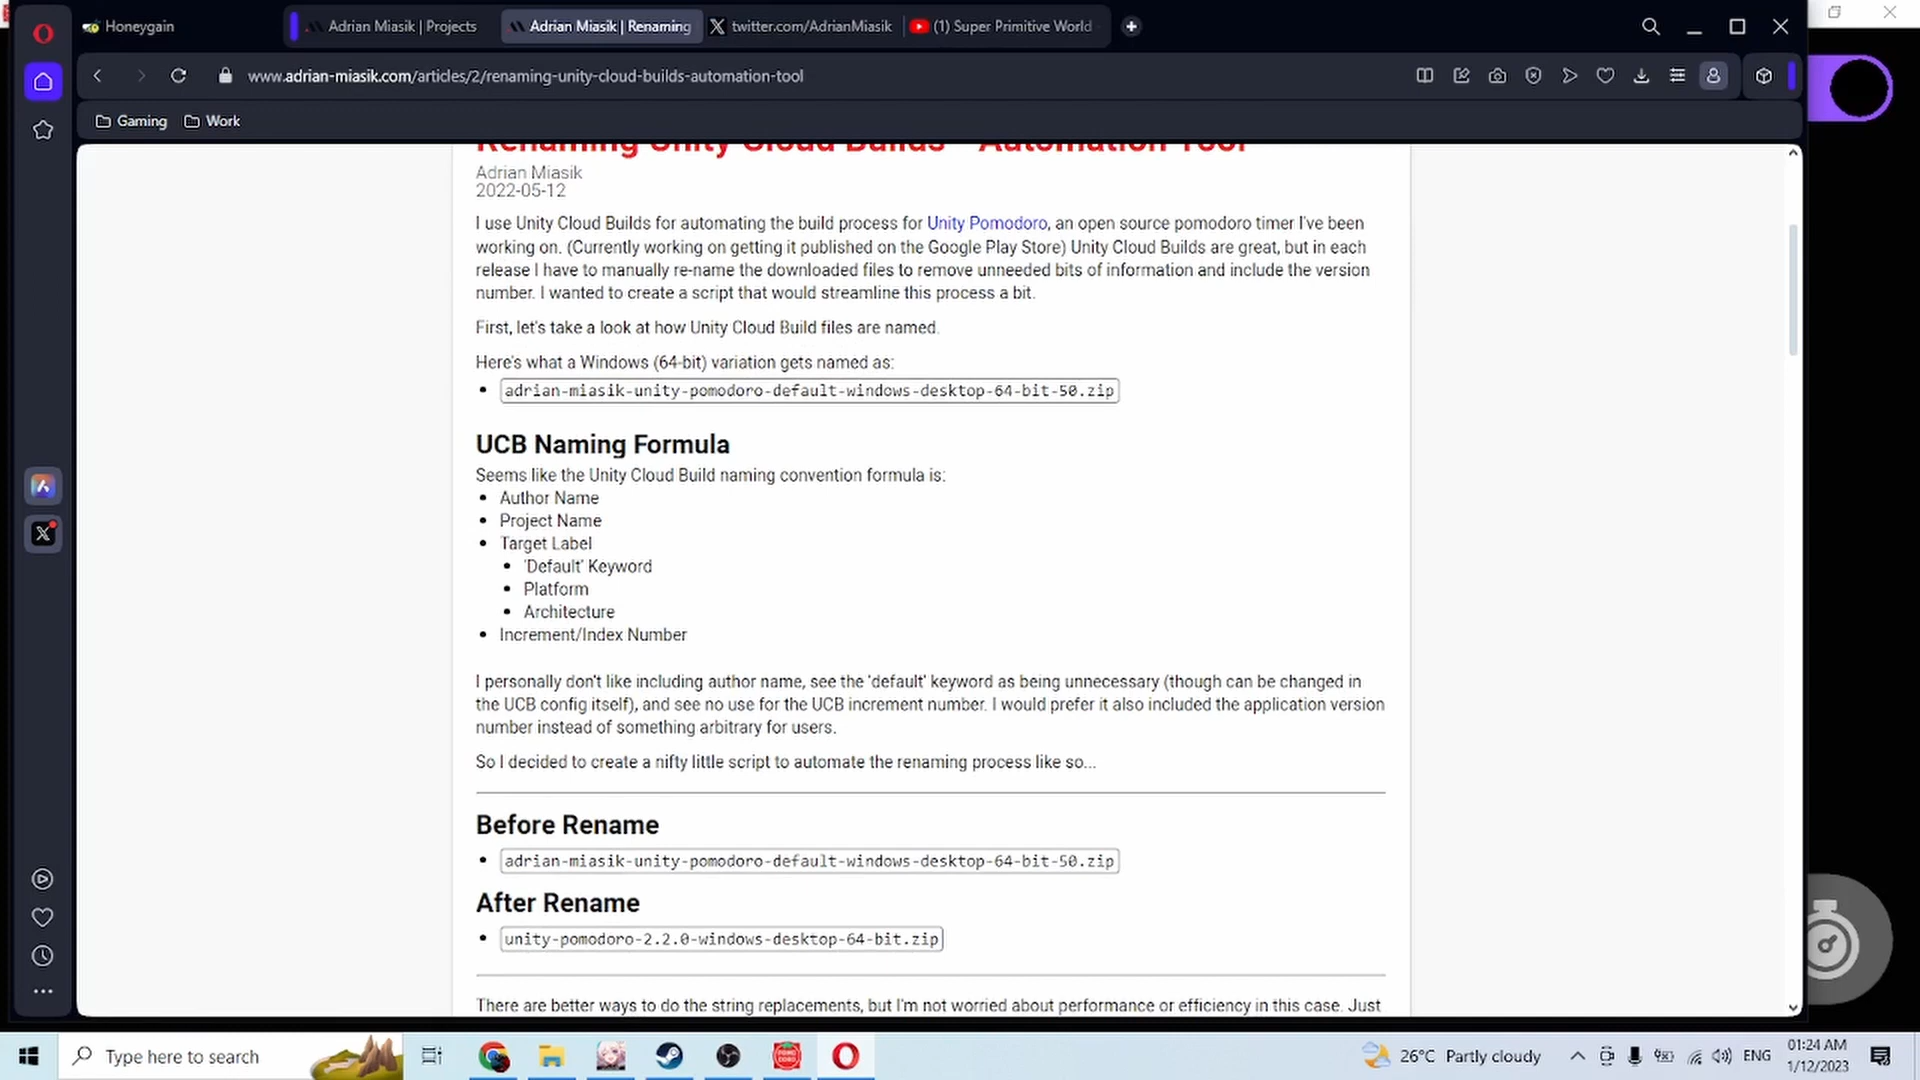 Honeygain
Adrian Miasik | Projects
Adrian Miasik | Renaming
twitter.com/AdrianMiasik
(1) Super Primitive World
www.adrian-miasik.com/articles/2/renaming-unity-cloud-builds-automation-tool
Gaming
Work
Renaming Unity Cloud Builds - Automation Tool
Adrian Miasik
2022-05-12
I use Unity Cloud Builds for automating the build process for Unity Pomodoro, an open source pomodoro timer I've been
working on. (Currently working on getting it published on the Google Play Store) Unity Cloud Builds are great, but in each
release I have to manually re-name the downloaded files to remove unneeded bits of information and include the version
number. I wanted to create a script that would streamline this process a bit.
First, let's take a look at how Unity Cloud Build files are named.
Here's what a Windows (64-bit) variation gets named as:
adrian-miasik-unity-pomodoro-default-windows-desktop-64-bit-50.zip
UCB Naming Formula
Seems like the Unity Cloud Build naming convention formula is:
Author Name
Project Name
Target Label
'Default' Keyword
Platform
Architecture
Increment/Index Number
I personally don't like including author name, see the 'default' keyword as being unnecessary (though can be changed in
the UCB config itself), and see no use for the UCB increment number. I would prefer it also included the application version
number instead of something arbitrary for users.
So I decided to create a nifty little script to automate the renaming process like so...
Before Rename
adrian-miasik-unity-pomodoro-default-windows-desktop-64-bit-50.zip
After Rename
unity-pomodoro-2.2.0-windows-desktop-64-bit.zip
There are better ways to do the string replacements, but I'm not worried about performance or efficiency in this case. Just
Type here to search
26°C Partly cloudy
ENG
01:24 AM
1/12/2023